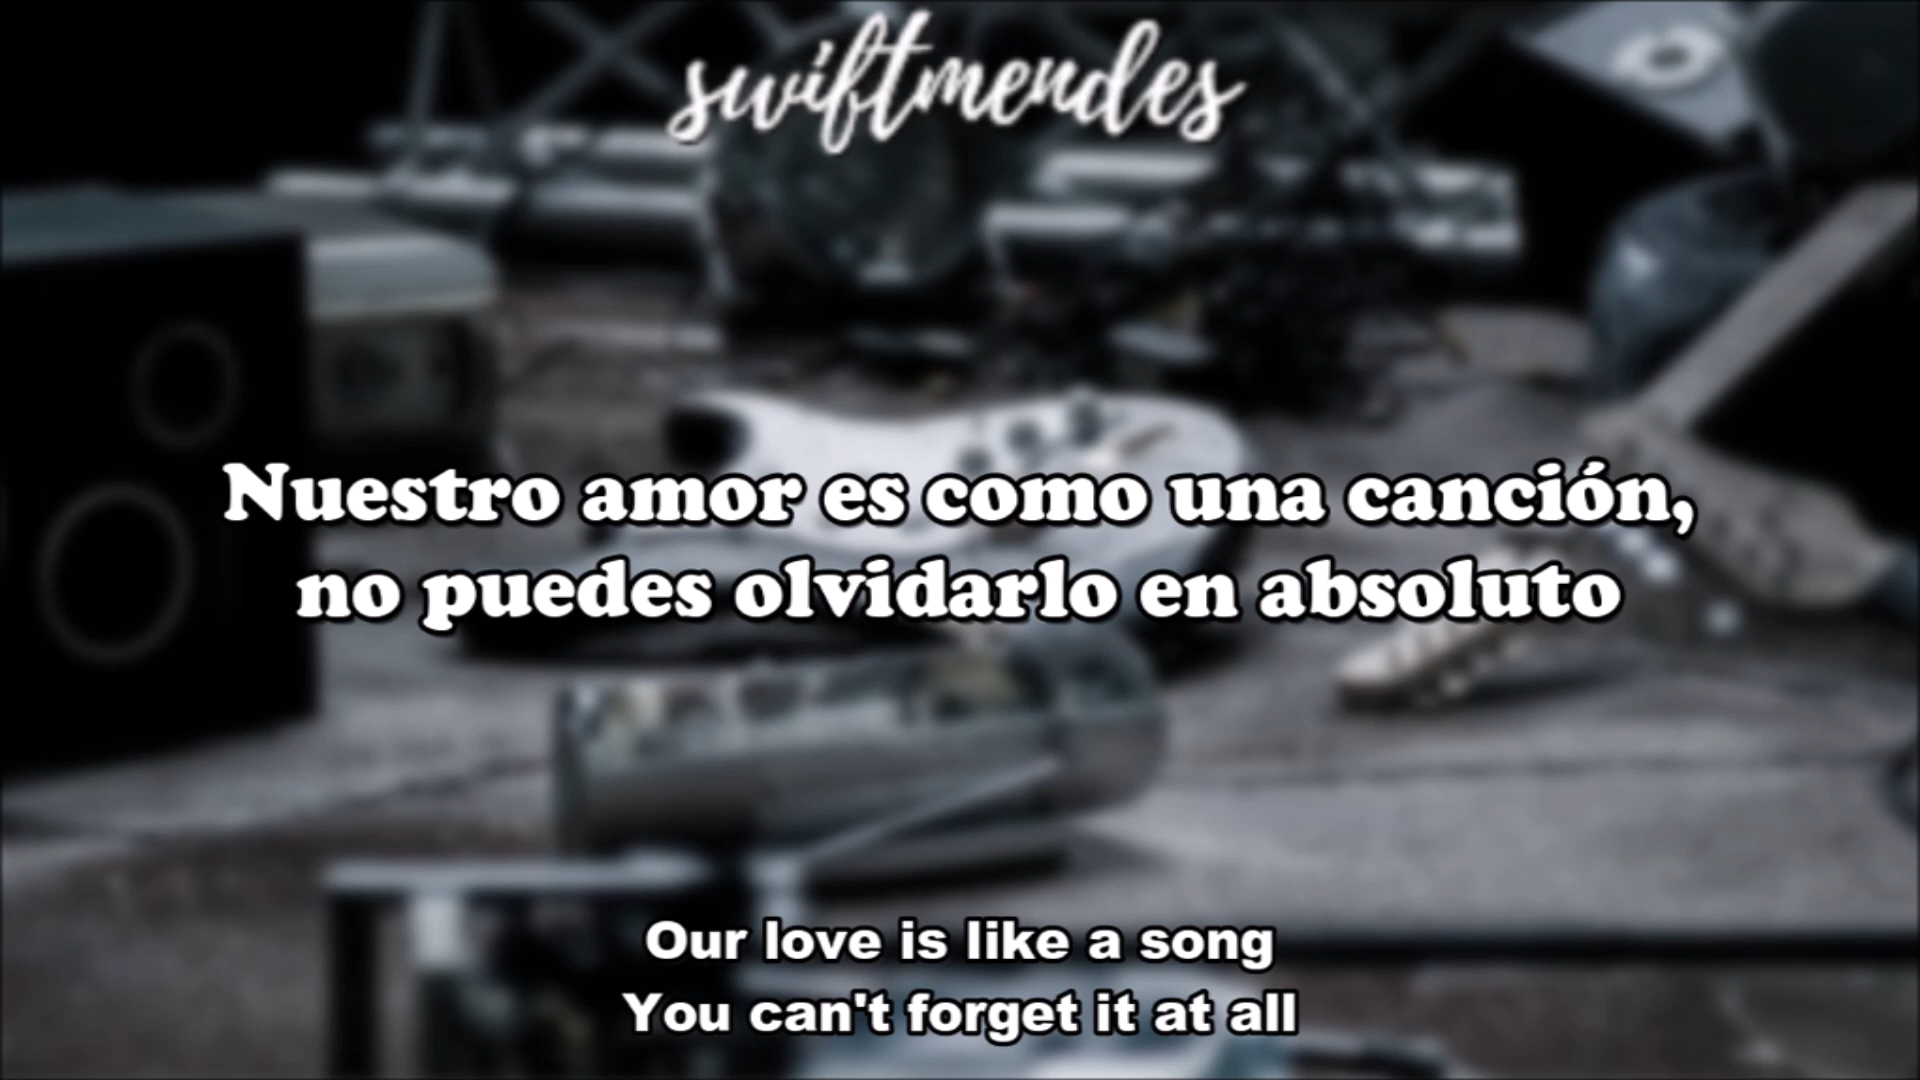 swiftmendes
Nuestro amor es como una canción,
no puedes olvidarlo en absoluto
Our love is like a song
You can't forget it at all